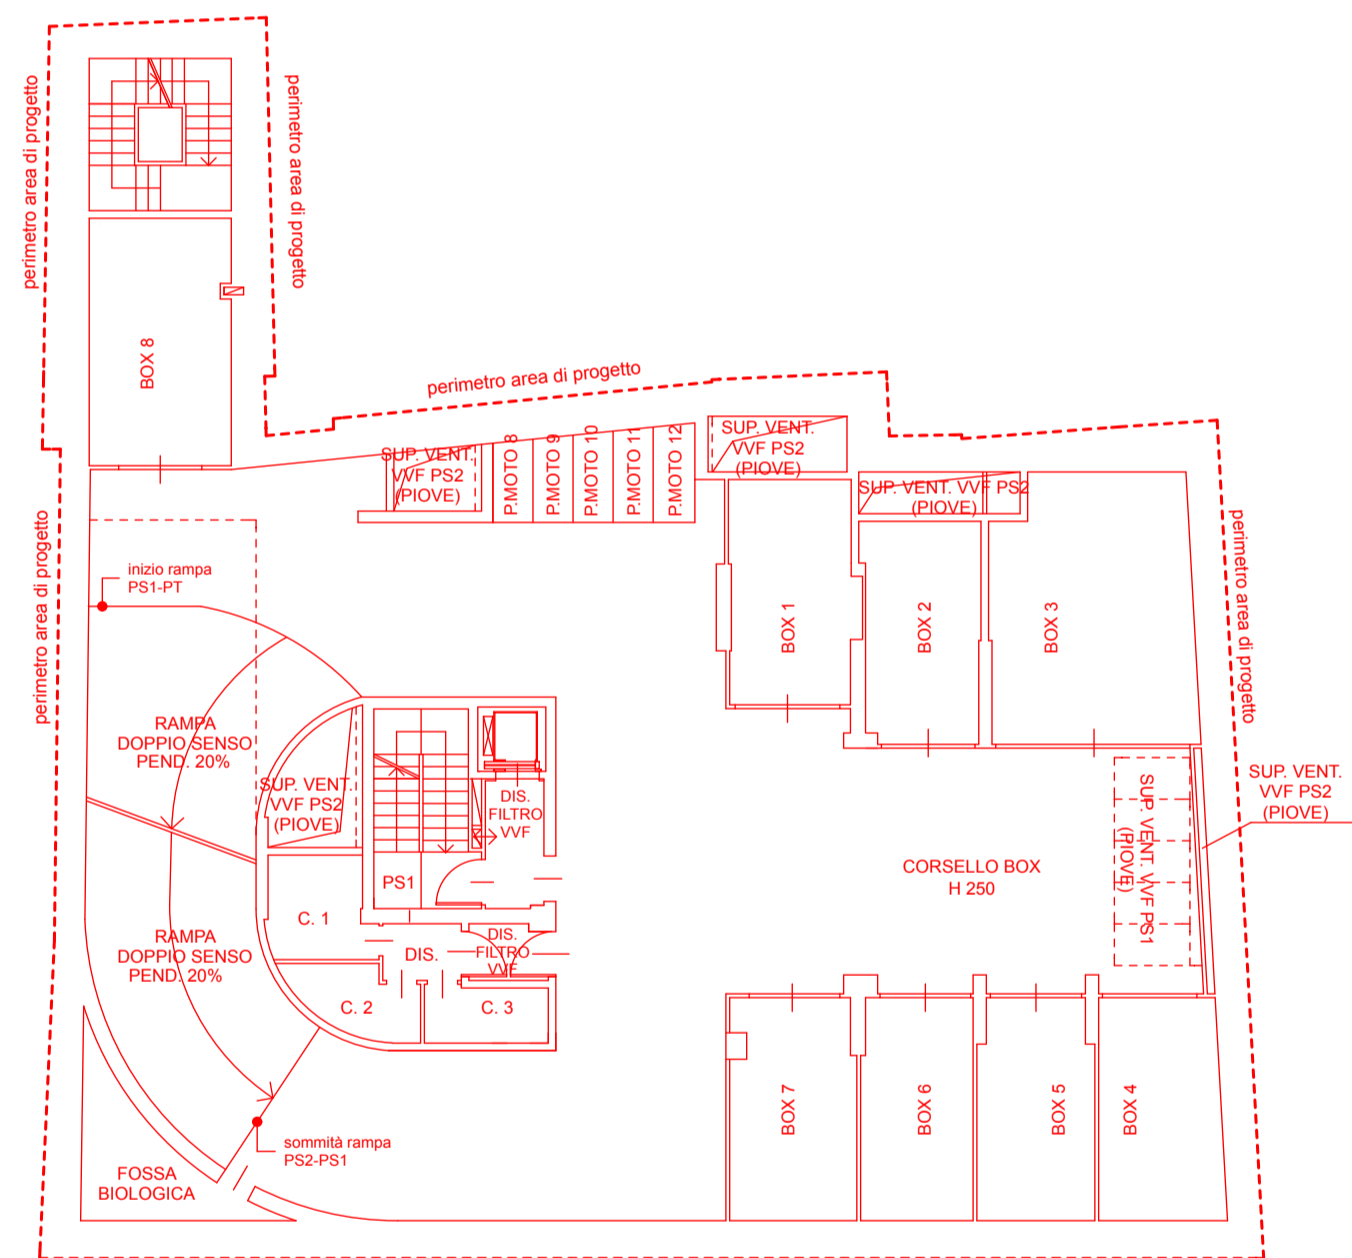 perimetro area di progetto
perimetro area di progetto
BOX 8
perimetro area di progetto
SUP. VENT.
VVF PS2
(PIOVE)
P.MOTO 8
P.MOTO 9
P.MOTO 10
P.MOTO 11
P.MOTO 12
SUP. VENT.
VVF PS2
(PIOVE)
SUP. VENT. VVF PS2
(PIOVE)
perimetro area di progetto
perimetro area di progetto
inizio rampa
PS1-PT
BOX 1
BOX 2
BOX 3
RAMPA
DOPPIO SENSO
PEND. 20%
SUP. VENT.
VVF PS2
(PIOVE)
DIS.
FILTRO
VVF
SUP. VENT. VVF PS1
(PIOVE)
SUP. VENT.
VVF PS2
(PIOVE)
CORSELLO BOX
H 250
PS1
C. 1
RAMPA
DOPPIO SENSO
PEND. 20%
DIS.
DIS.
FILTRO
VVF
C. 2
C. 3
BOX 7
BOX 6
BOX 5
BOX 4
sommità rampa
PS2-PS1
FOSSA
BIOLOGICA